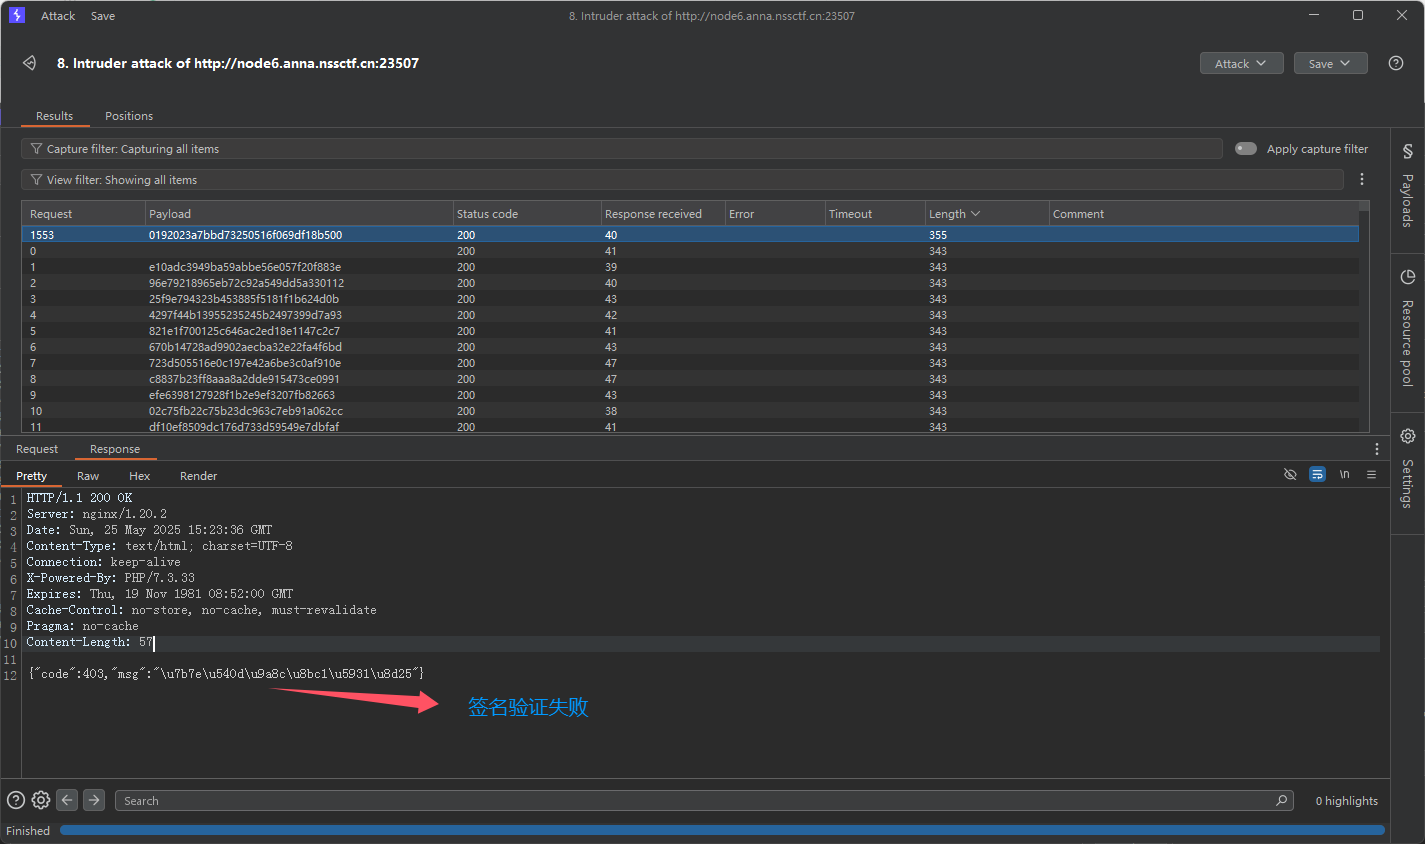 Attack Save 8. Intruder attack of http://node6.anna.nssctf.cn:23507
8. Intruder attack of http://node6.anna.nssctf.cn:23507 Attack Save
Results Positions
Capture filter: Capturing all items Apply capture filter
View filter: Showing all items
Request Payload Status code Response received Error Timeout Length Comment
1553 0192023a7bbd73250516f069df18b500 200 40 355
0 200 41 343
1 e10adc3949ba59abbe56e057f20f883e 200 39 343
2 96e79218965eb72c92a549dd5a330112 200 40 343
3 25f9e794323b453885f5181f1b624d0b 200 43 343
4 4297f44b13955235245b2497399d7a93 200 42 343
5 821e1f700125c646ac2ed18e1147c2c7 200 41 343
6 670b14728ad9902aecba32e22fa4f6bd 200 43 343
7 723d505516e0c197e42a6be3c0af910e 200 47 343
8 c8837b23ff8aaa8a2dde915473ce0991 200 47 343
9 efe6398127928f1b2e9ef3207fb82663 200 43 343
10 02c75fb22c75b23dc963c7eb91a062cc 200 38 343
11 df10ef8509dc176d733d59549e7dbfaf 200 41 343
Request Response
Pretty Raw Hex Render \n
1 HTTP/1.1 200 OK
2 Server: nginx/1.20.2
3 Date: Sun, 25 May 2025 15:23:36 GMT
4 Content-Type: text/html; charset=UTF-8
5 Connection: keep-alive
6 X-Powered-By: PHP/7.3.33
7 Expires: Thu, 19 Nov 1981 08:52:00 GMT
8 Cache-Control: no-store, no-cache, must-revalidate
9 Pragma: no-cache
10 Content-Length: 57
11
12 {"code":403,"msg":"\u7b7e\u540d\u9a8c\u8bc1\u5931\u8d25"}
签名验证失败
Search 0 highlights
Finished
Payloads
Resource pool
Settings